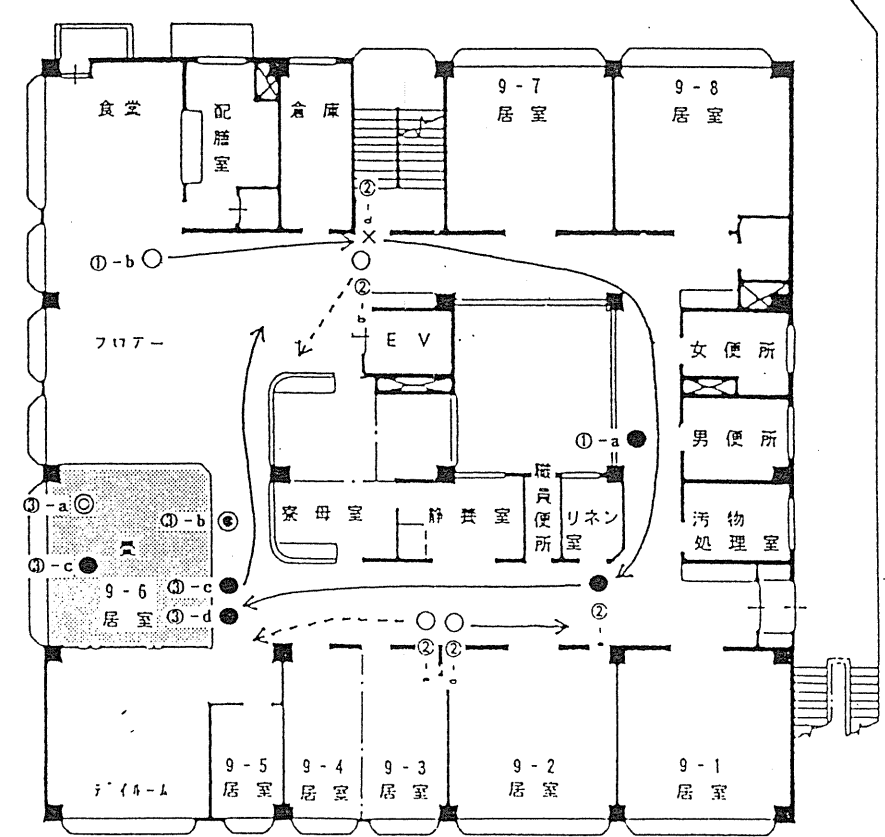 9-7
居室
9-8
居室
食堂
配膳室
倉庫
②
①-b
②
b
フロアー
EV
女便所
①-a
男便所
③-a
③-b
寮母室
静養室
職員便所
リネン室
汚物処理室
③-c
9-6
居室
③-c
③-d
②
② ②
デイルーム
9-5
居室
9-4
居室
9-3
居室
9-2
居室
9-1
居室